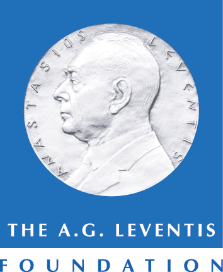 ANASTASIOS LEVENTIS
THE A.G. LEVENTIS
FOUNDATION